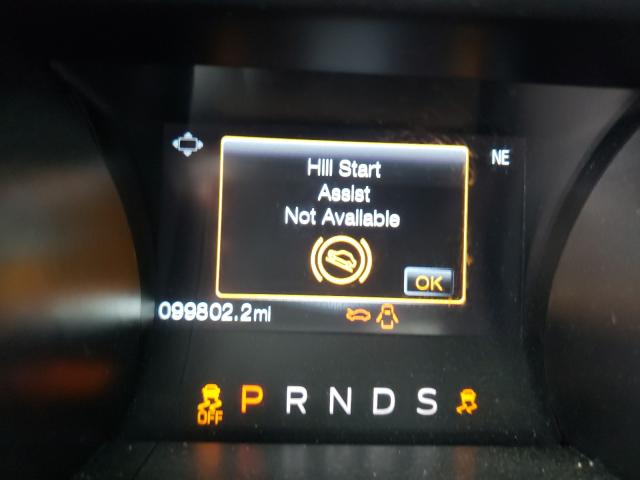 NE
Hill Start
Assist
Not Available
OK
099802.2mi
OFF P R N D S